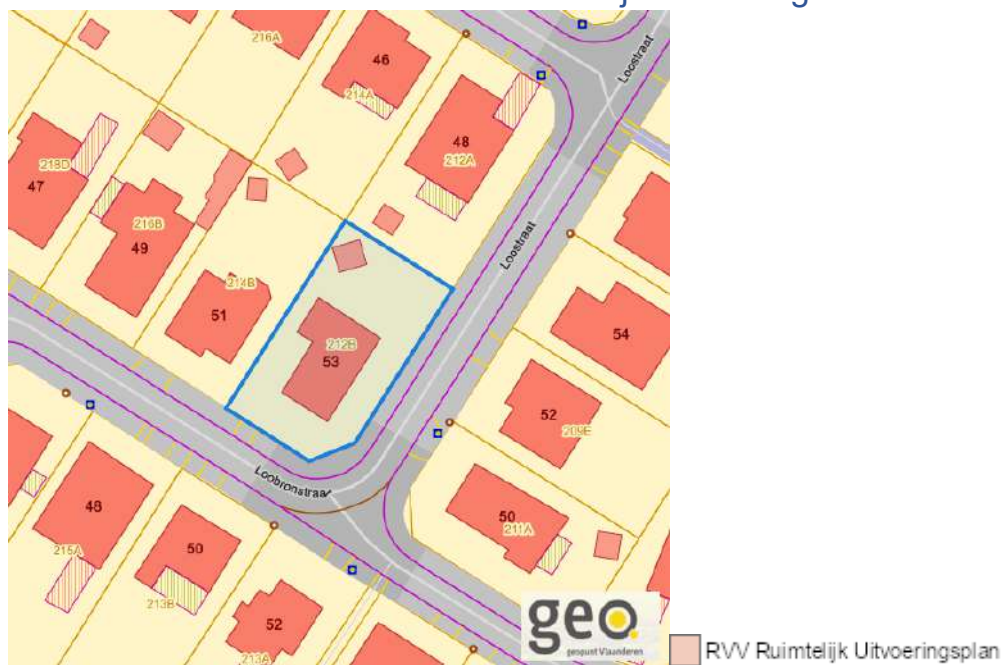 216A
46
214A
Loostraat
48
212A
218D
47
216B
49
Loostraat
214B
51
54
212B
53
52
209E
Loobronstraat
48
50
211A
215A
50
213B
52
213A
geo.
geopunt Vlaanderen
RVV Ruimtelijk Uitvoeringsplan